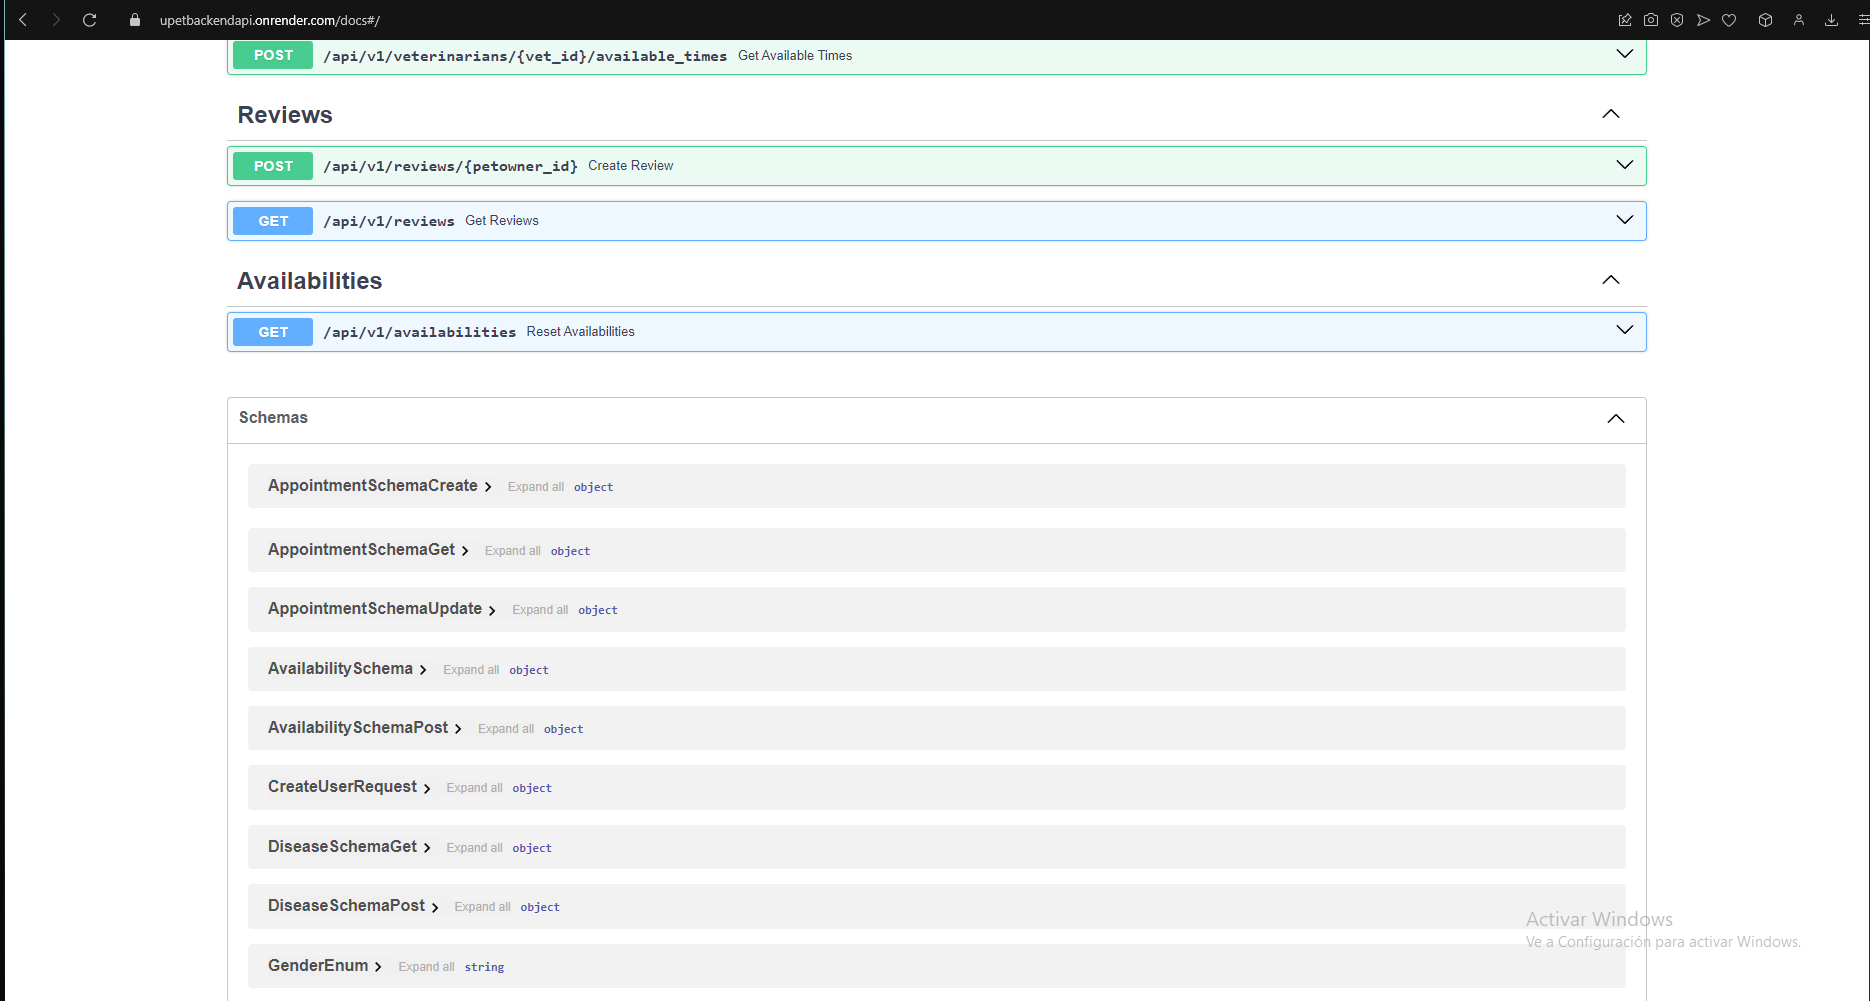 upetbackendapi.onrender.com/docs#/
POST /api/v1/veterinarians/{vet_id}/available_times Get Available Times
Reviews
POST /api/v1/reviews/{petowner_id} Create Review
GET /api/v1/reviews Get Reviews
Availabilities
GET /api/v1/availabilities Reset Availabilities
Schemas
AppointmentSchemaCreate Expand all object
AppointmentSchemaGet Expand all object
AppointmentSchemaUpdate Expand all object
AvailabilitySchema Expand all object
AvailabilitySchemaPost Expand all object
CreateUserRequest Expand all object
DiseaseSchemaGet Expand all object
DiseaseSchemaPost Expand all object
GenderEnum Expand all string
Activar Windows
Ve a Configuración para activar Windows.